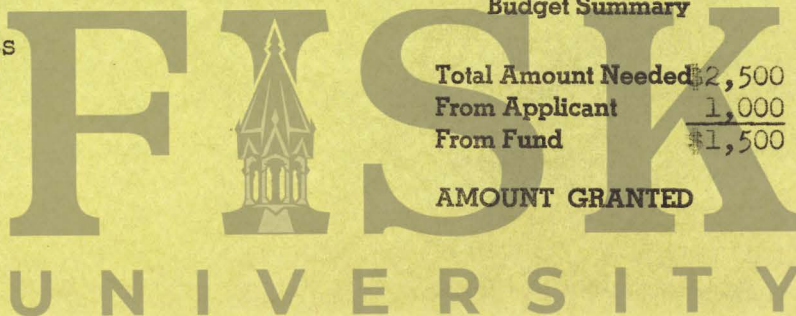 Budget Summary
s
Total Amount Needed $2,500
From Applicant 1,000
From Fund $1,500
AMOUNT GRANTED
FISK
UNIVERSITY